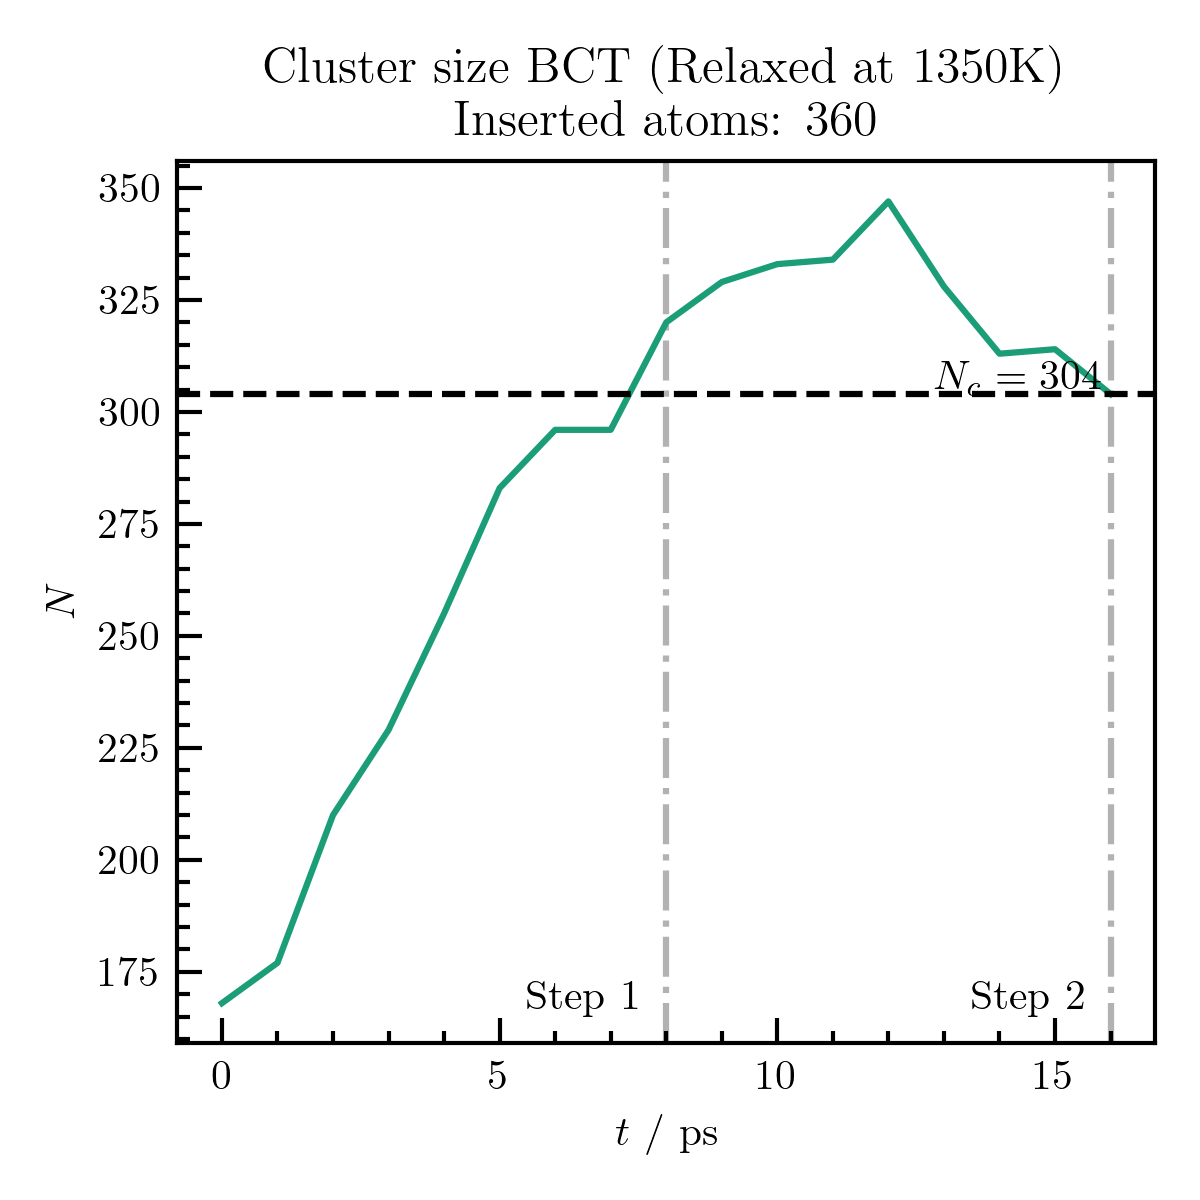 Cluster size BCT (Relaxed at 1350K)
Inserted atoms: 360
350
325
300
275
250
225
200
175
N
N_c = 304
Step 1
Step 2
0
5
10
15
t / ps